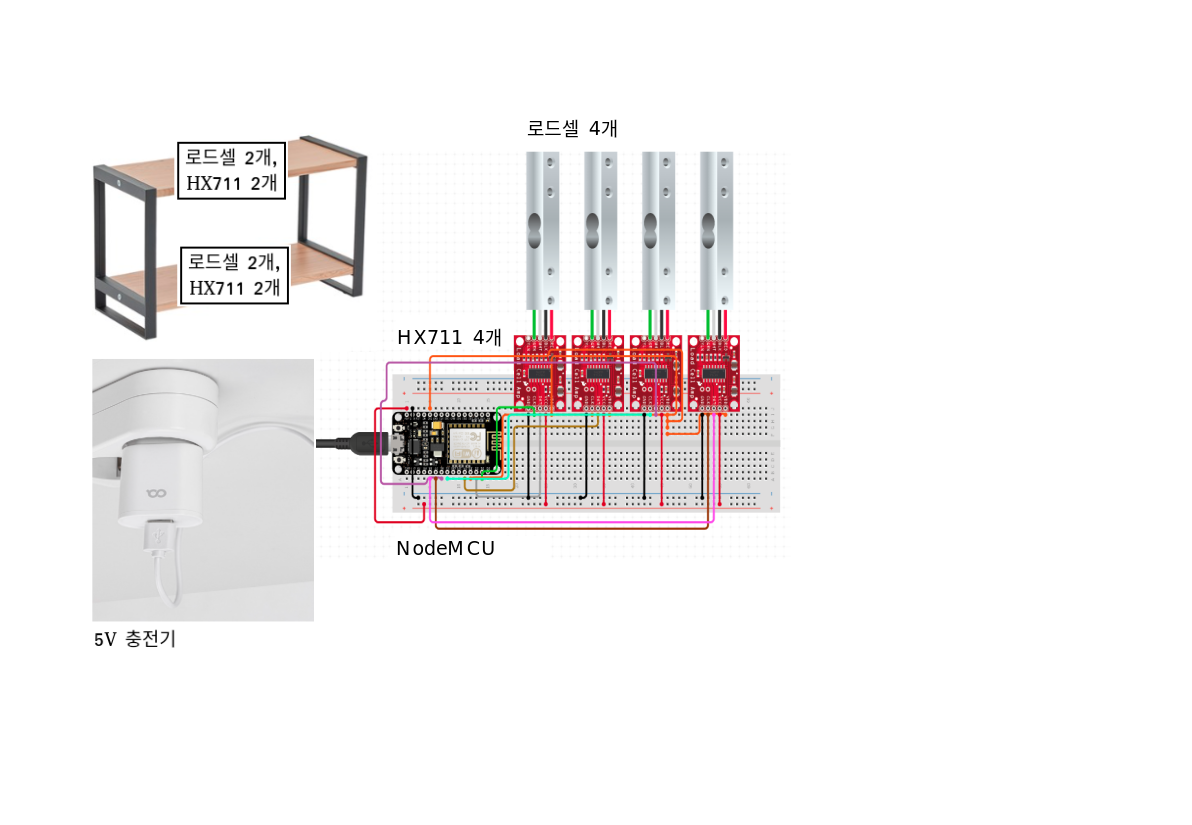 로드셀 4개
로드셀 2개,
HX711 2개
로드셀 2개,
HX711 2개
HX711 4개
NodeMCU
5V 충전기